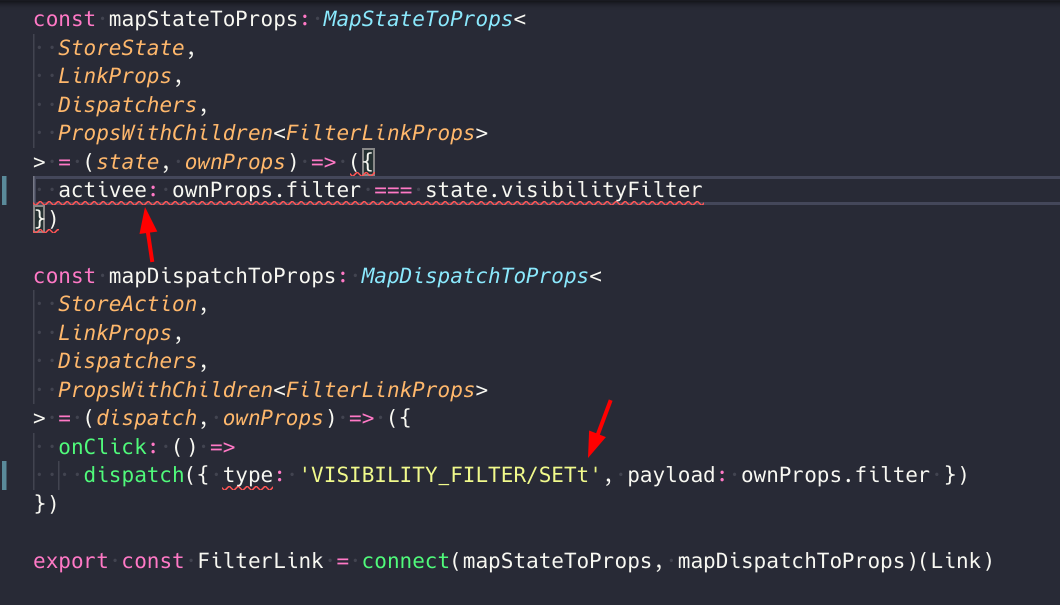 const mapStateToProps: MapStateToProps<
  StoreState,
  LinkProps,
  Dispatchers,
  PropsWithChildren<FilterLinkProps>
> = (state, ownProps) => ({
  activee: ownProps.filter === state.visibilityFilter
})

const mapDispatchToProps: MapDispatchToProps<
  StoreAction,
  LinkProps,
  Dispatchers,
  PropsWithChildren<FilterLinkProps>
> = (dispatch, ownProps) => ({
  onClick: () =>
    dispatch({ type: 'VISIBILITY_FILTER/SETt', payload: ownProps.filter })
})

export const FilterLink = connect(mapStateToProps, mapDispatchToProps)(Link)